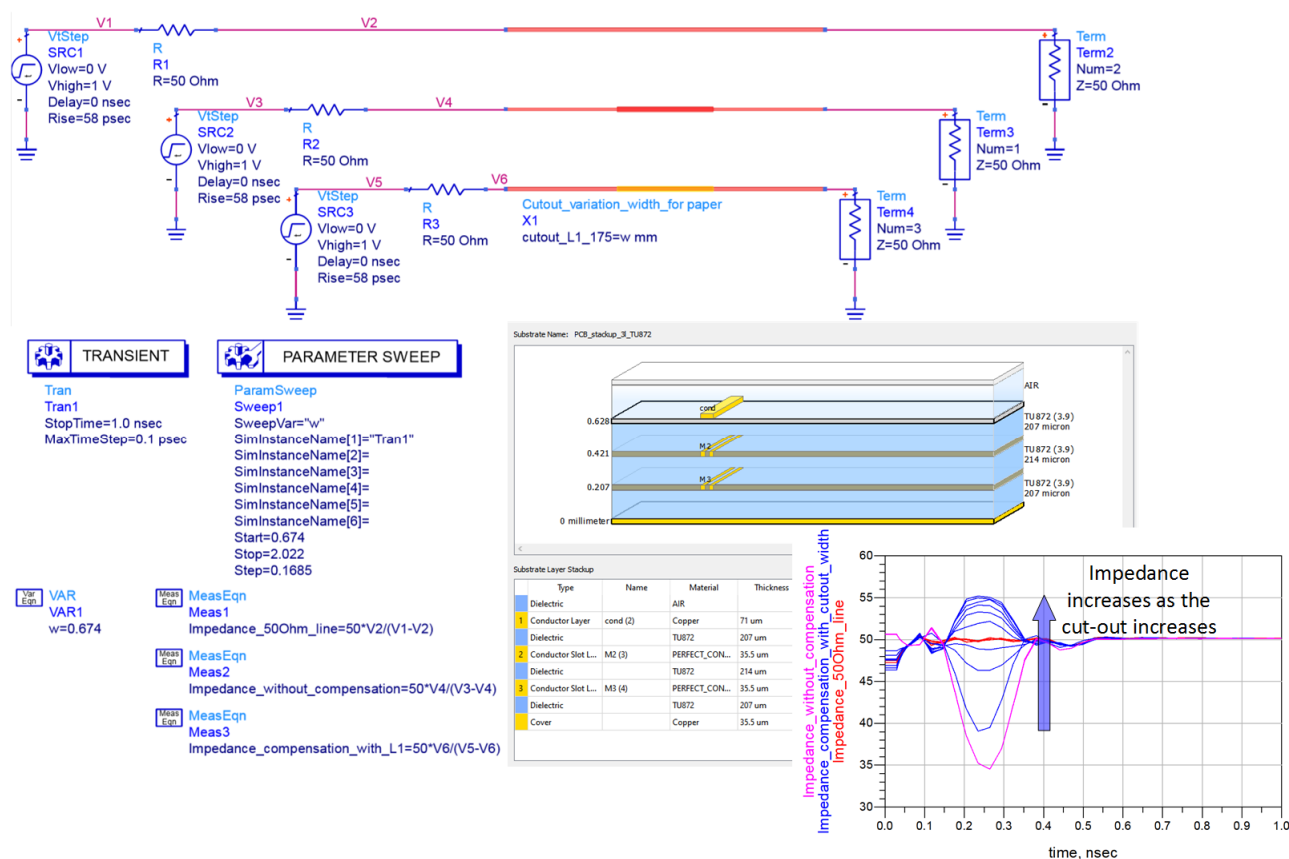 V1
V2
VtStep
SRC1
Vlow=0 V
Vhigh=1 V
Delay=0 nsec
Rise=58 psec
R
R1
R=50 Ohm
Term
Term2
Num=2
Z=50 Ohm
V3
V4
VtStep
SRC2
Vlow=0 V
Vhigh=1 V
Delay=0 nsec
Rise=58 psec
R
R2
R=50 Ohm
Term
Term3
Num=1
Z=50 Ohm
V5
V6
VtStep
SRC3
Vlow=0 V
Vhigh=1 V
Delay=0 nsec
Rise=58 psec
R
R3
R=50 Ohm
Cutout_variation_width_for paper
X1
cutout_L1_175=w mm
Term
Term4
Num=3
Z=50 Ohm
TRANSIENT
Tran
Tran1
StopTime=1.0 nsec
MaxTimeStep=0.1 psec
PARAMETER SWEEP
ParamSweep
Sweep1
SweepVar="w"
SimInstanceName[1]="Tran1"
SimInstanceName[2]=
SimInstanceName[3]=
SimInstanceName[4]=
SimInstanceName[5]=
SimInstanceName[6]=
Start=0.674
Stop=2.022
Step=0.1685
Var
Eqn
VAR
VAR1
w=0.674
Meas
Eqn
MeasEqn
Meas1
Impedance_50Ohm_line=50*V2/(V1-V2)
Meas
Eqn
MeasEqn
Meas2
Impedance_without_compensation=50*V4/(V3-V4)
Meas
Eqn
MeasEqn
Meas3
Impedance_compensation_with_L1=50*V6/(V5-V6)
Substrate Name: PCB_stackup_3l_TU872
AIR
cond
0.628
TU872 (3.9)
207 micron
M2
0.421
TU872 (3.9)
214 micron
M3
0.207
TU872 (3.9)
207 micron
0 millimeter
Substrate Layer Stackup
Type Name Material Thickness
Dielectric AIR
1 Conductor Layer cond (2) Copper 71 um
Dielectric TU872 207 um
2 Conductor Slot L... M2 (3) PERFECT_CON... 35.5 um
Dielectric TU872 214 um
3 Conductor Slot L... M3 (4) PERFECT_CON... 35.5 um
Dielectric TU872 207 um
Cover Copper 35.5 um
Impedance_without_compensation
Impedance_compensation_with_cutout_width
Impedance_50Ohm_line
60
55
50
45
40
35
30
Impedance
increases as the
cut-out increases
0.0 0.1 0.2 0.3 0.4 0.5 0.6 0.7 0.8 0.9 1.0
time, nsec